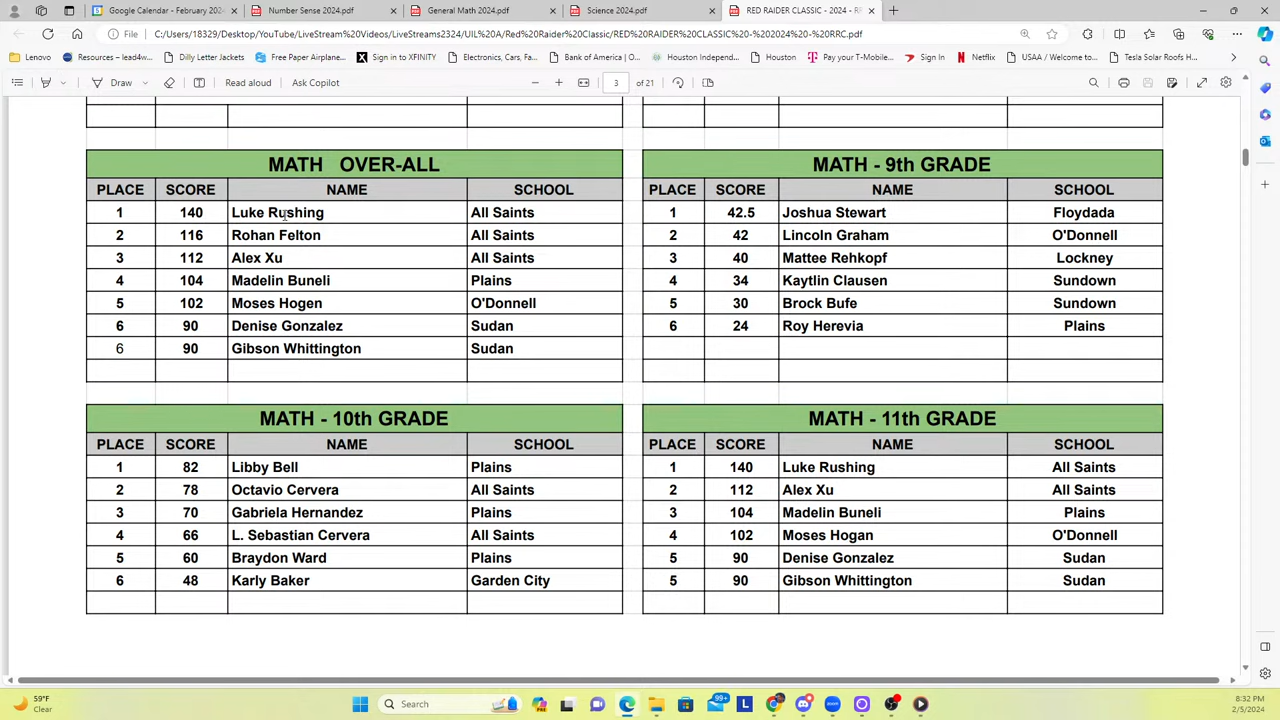 Google Calendar - February 2024
Number Sense 2024.pdf
General Math 2024.pdf
Science 2024.pdf
RED RAIDER CLASSIC - 2024 - RR
File
C:/Users/18329/Desktop/YouTube/LiveStream%20Videos/LiveStreams2324/UIL%20A/Red%20Raider%20Classic/RED%20RAIDER%20CLASSIC%20-%202024%20-%20RRC.pdf
Lenovo
Resources – lead4w...
Dilly Letter Jackets
Free Paper Airplane...
Sign In to XFINITY
Electronics, Cars, Fa...
Bank of America | O...
Houston Independ...
Houston
Pay your T-Mobile...
Sign In
Netflix
USAA / Welcome to...
Tesla Solar Roofs H...
Draw
Read aloud
Ask Copilot
3 of 21
MATH OVER-ALL
PLACE SCORE NAME SCHOOL
1 140 Luke Rushing All Saints
2 116 Rohan Felton All Saints
3 112 Alex Xu All Saints
4 104 Madelin Buneli Plains
5 102 Moses Hogen O'Donnell
6 90 Denise Gonzalez Sudan
6 90 Gibson Whittington Sudan
MATH - 9th GRADE
PLACE SCORE NAME SCHOOL
1 42.5 Joshua Stewart Floydada
2 42 Lincoln Graham O'Donnell
3 40 Mattee Rehkopf Lockney
4 34 Kaytlin Clausen Sundown
5 30 Brock Bufe Sundown
6 24 Roy Herevia Plains
MATH - 10th GRADE
PLACE SCORE NAME SCHOOL
1 82 Libby Bell Plains
2 78 Octavio Cervera All Saints
3 70 Gabriela Hernandez Plains
4 66 L. Sebastian Cervera All Saints
5 60 Braydon Ward Plains
6 48 Karly Baker Garden City
MATH - 11th GRADE
PLACE SCORE NAME SCHOOL
1 140 Luke Rushing All Saints
2 112 Alex Xu All Saints
3 104 Madelin Buneli Plains
4 102 Moses Hogan O'Donnell
5 90 Denise Gonzalez Sudan
5 90 Gibson Whittington Sudan
59°F
Clear
Search
99+
8:32 PM
2/5/2024